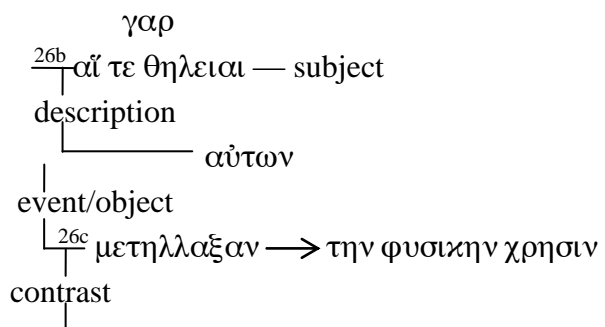 γαρ
26b αἵ τε θηλειαι — subject
description
αὐτων
event/object
26c μετηλλαξαν → την φυσικην χρησιν
contrast